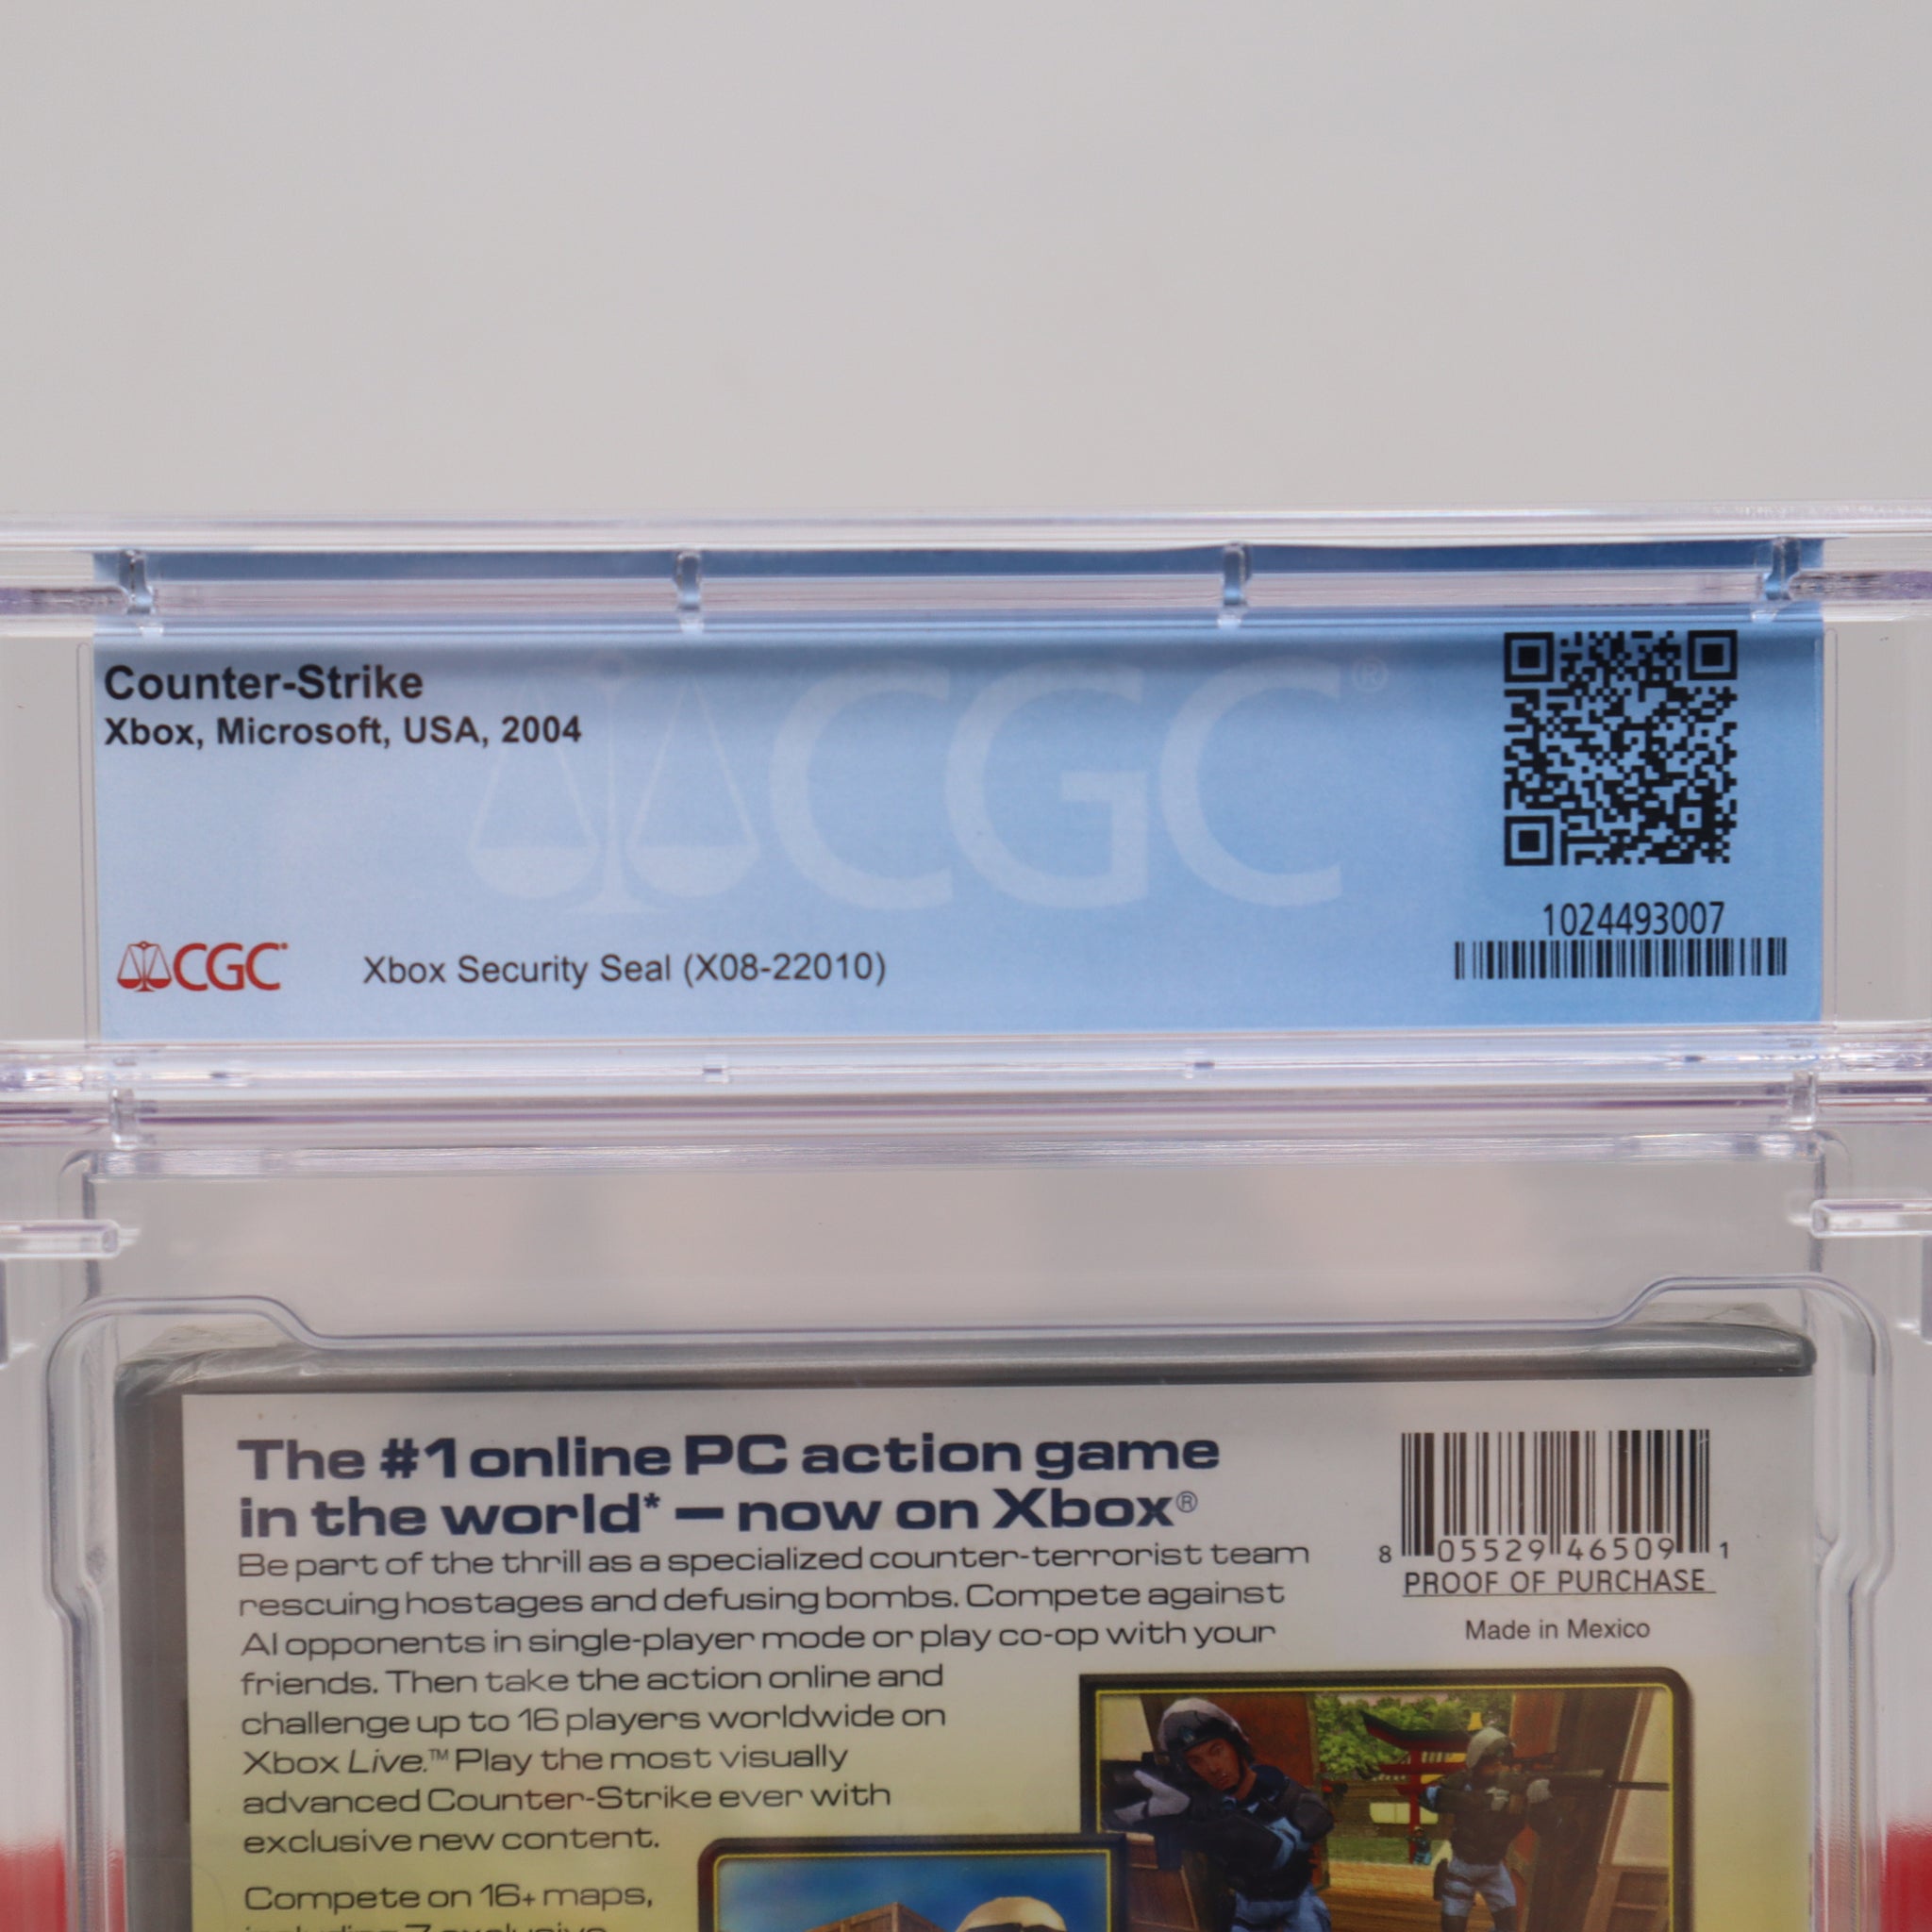 Counter-Strike
Xbox, Microsoft, USA, 2004
CGC®
1024493007
CGC
Xbox Security Seal (X08-22010)
The #1 online PC action game
in the world* — now on Xbox®
Be part of the thrill as a specialized counter-terrorist team
rescuing hostages and defusing bombs. Compete against
AI opponents in single-player mode or play co-op with your
friends. Then take the action online and
challenge up to 16 players worldwide on
Xbox Live.™ Play the most visually
advanced Counter-Strike ever with
exclusive new content.
Compete on 16+ maps,
including 7 exclusive
8 05529 46509 1
PROOF OF PURCHASE
Made in Mexico